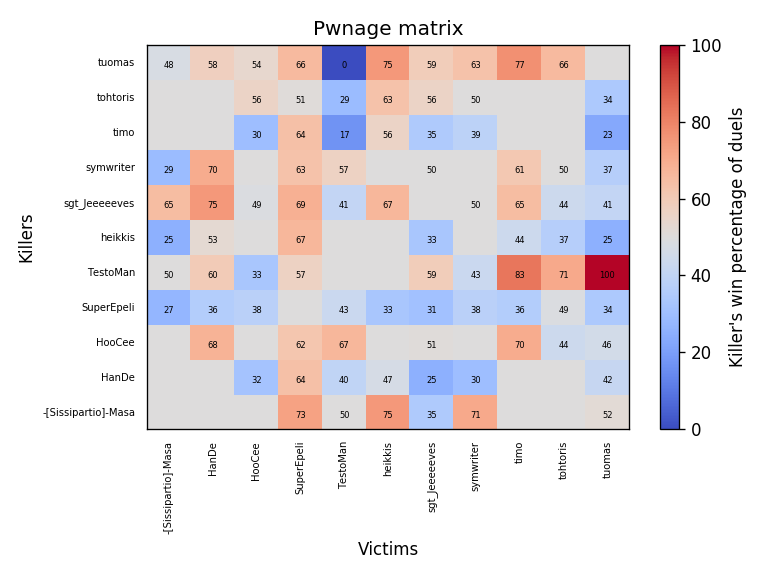 Pwnage matrix
tuomas 48 58 54 66 0 75 59 63 77 66
tohtoris 56 51 29 63 56 50 34
timo 30 64 17 56 35 39 23
symwriter 29 70 63 57 50 61 50 37
sgt_Jeeeeeves 65 75 49 69 41 67 50 65 44 41
heikkis 25 53 67 33 44 37 25
TestoMan 50 60 33 57 59 43 83 71 100
SuperEpeli 27 36 38 43 33 31 38 36 49 34
HooCee 68 62 67 51 70 44 46
HanDe 32 64 40 47 25 30 42
-[Sissipartio]-Masa 73 50 75 35 71 52
Killers
-[Sissipartio]-Masa
HanDe
HooCee
SuperEpeli
TestoMan
heikkis
sgt_Jeeeeeves
symwriter
timo
tohtoris
tuomas
Victims
100
80
60
40
20
0
Killer's win percentage of duels